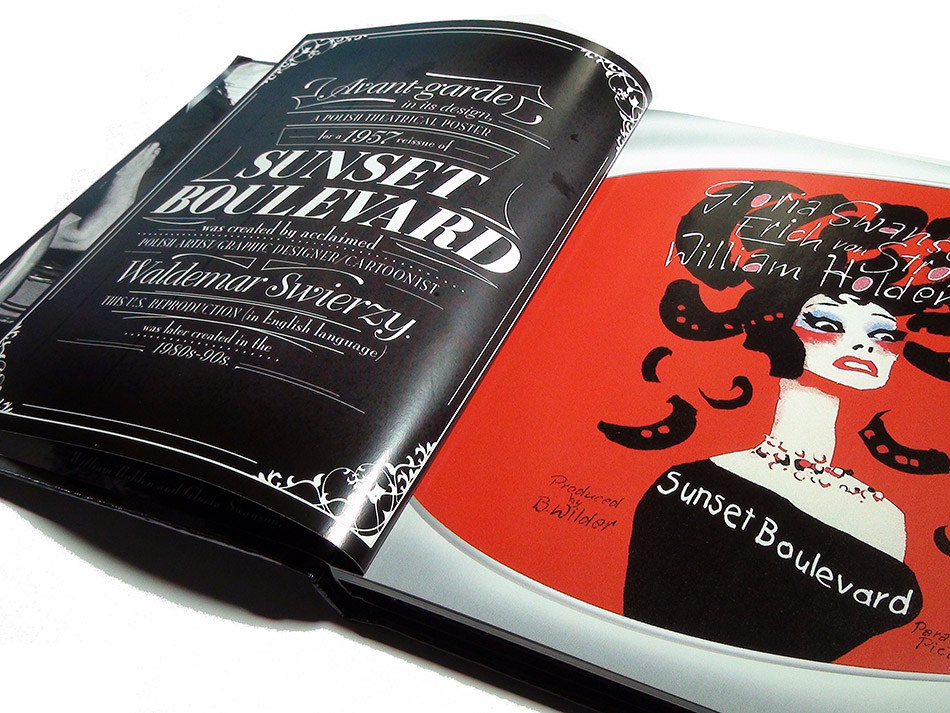 Avant-garde
in its design,
A POLISH THEATRICAL POSTER
for a 1957 reissue of
SUNSET
BOULEVARD
was created by acclaimed
POLISH ARTIST/GRAPHIC DESIGNER/CARTOONIST,
Waldemar Swierzy.
THIS U.S. REPRODUCTION (in English language)
was later created in the
1980s-90s.
Gloria Swans
Erich von Stro
William Holden
Produced
by
B. Wilder
Sunset Boulevard
Para
Pict